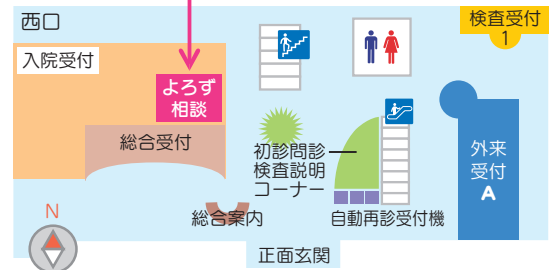 西口
入院受付
よろず
相談
総合受付
検査受付
1
初診問診
検査説明
コーナー
外来
受付
A
総合案内
自動再診受付機
正面玄関
N